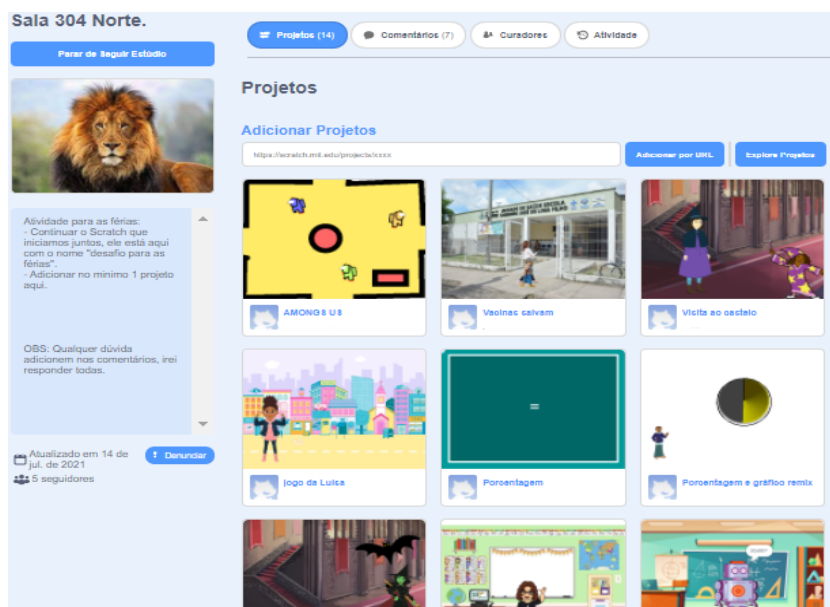 Sala 304 Norte.
Parar de Seguir Estúdio
Atividade para as férias:
- Continuar o Scratch que
iniciamos juntos, ele está aqui
com o nome "desafio para as
férias".
- Adicionar no mínimo 1 projeto
aqui.
OBS: Qualquer dúvida
adicionem nos comentários, irei
responder todas.
Atualizado em 14 de
jul. de 2021
Denunciar
5 seguidores
Projetos (14)
Comentários (7)
Curadores
Atividade
Projetos
Adicionar Projetos
https://scratch.mit.edu/projects/xxxx
Adicionar por URL
Explore Projetos
AMONGS US
Vacinas salvam
Visita ao castelo
jogo da Luisa
=
Porcentagem
Porcentagem e gráfico remix